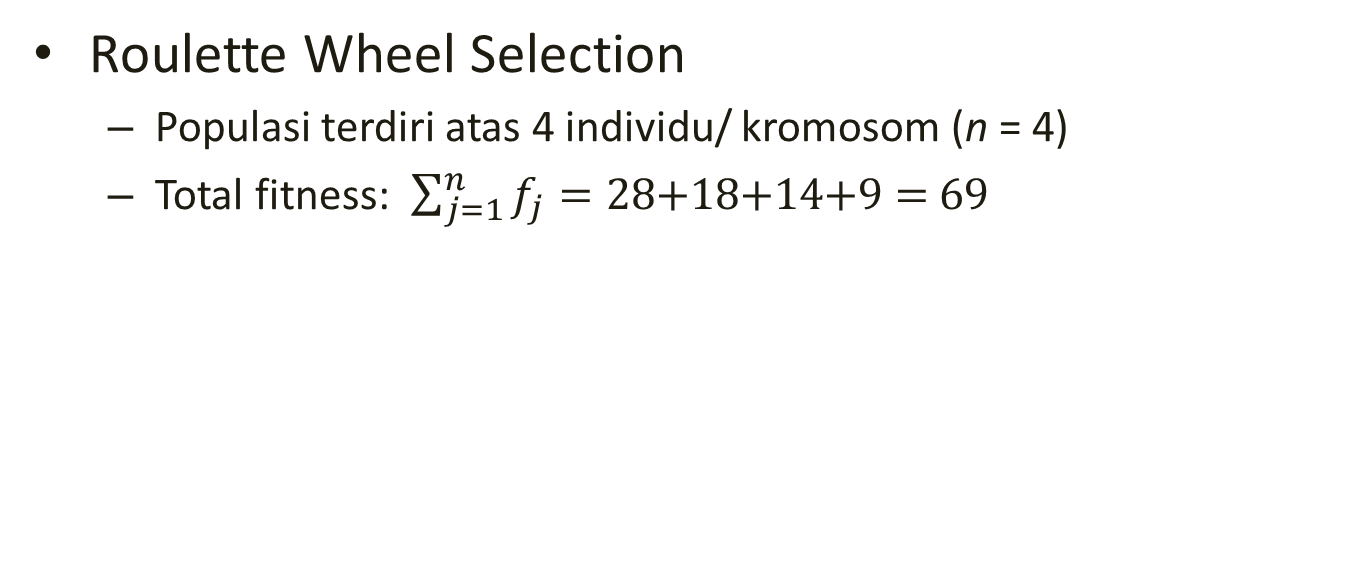 • Roulette Wheel Selection
– Populasi terdiri atas 4 individu/ kromosom (n = 4)
– Total fitness: ∑ⁿⱼ₌₁ fⱼ = 28+18+14+9 = 69